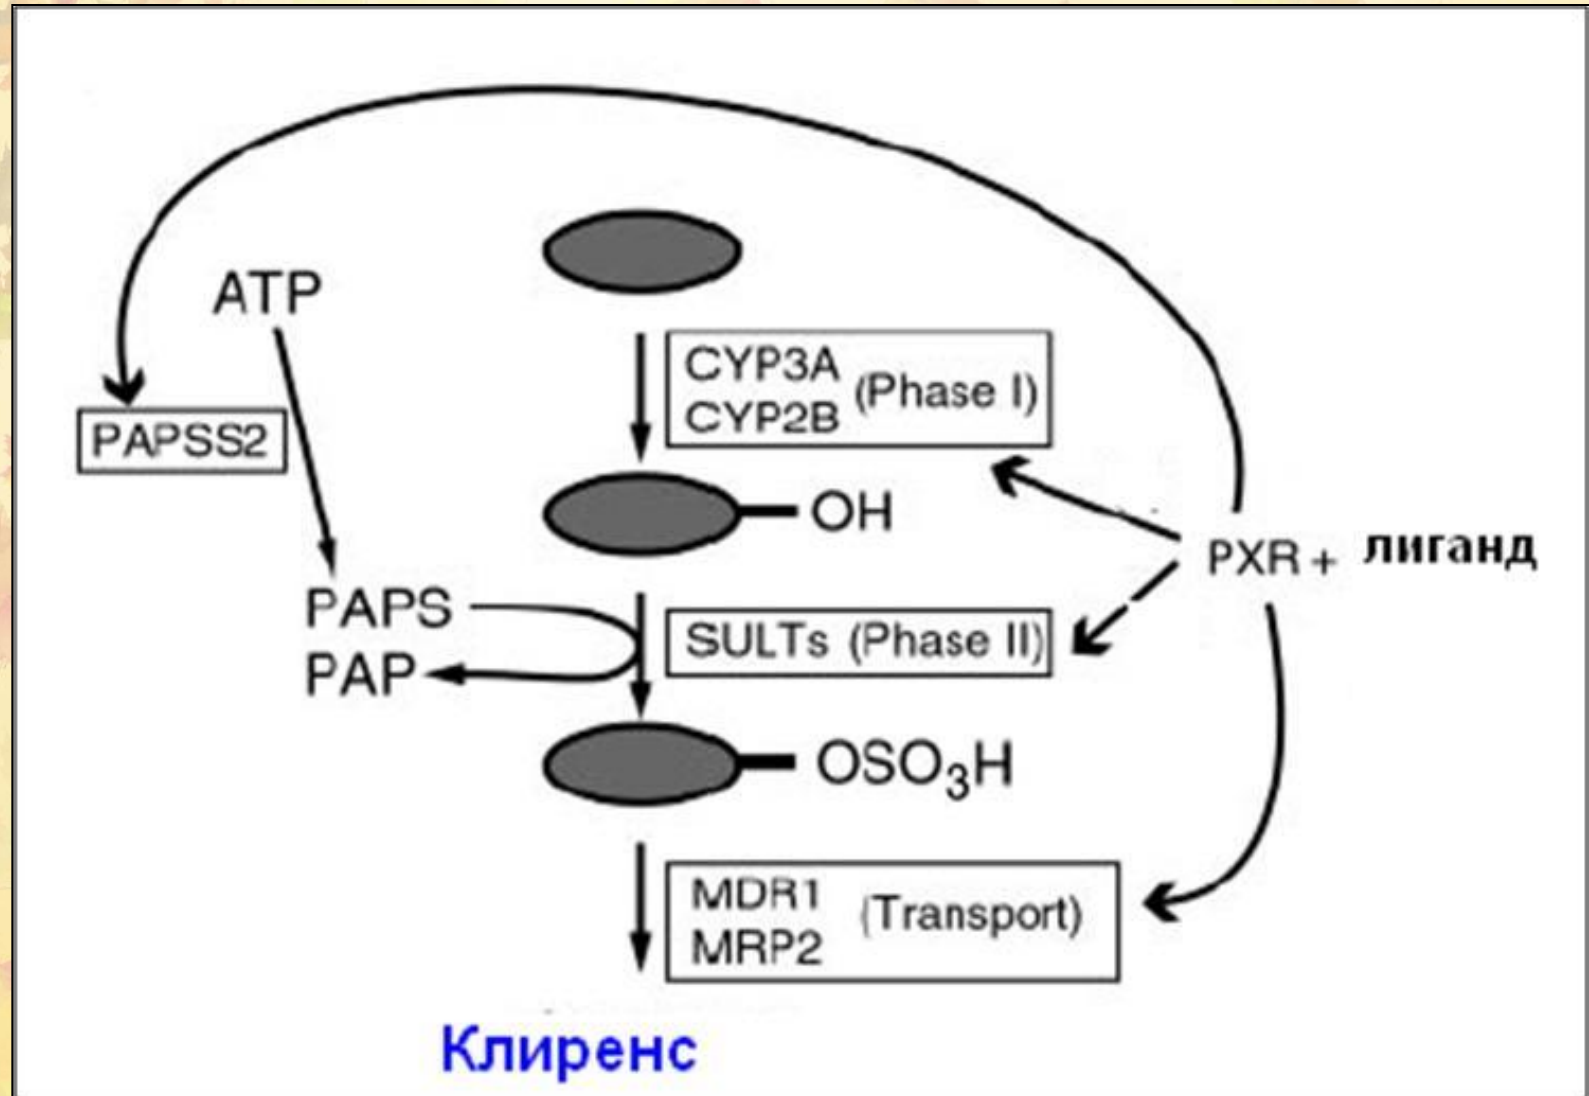 ATP
CYP3A
CYP2B
(Phase I)
PAPSS2
OH
PXR + лиганд
PAPS
PAP
SULTs (Phase II)
OSO₃H
MDR1
MRP2
(Transport)
Клиренс